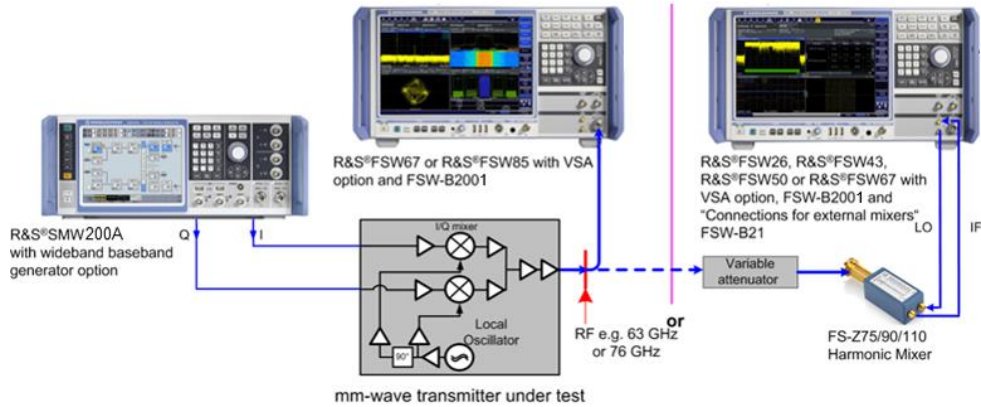 R&S®FSW67 or R&S®FSW85 with VSA
option and FSW-B2001
R&S®FSW26, R&S®FSW43,
R&S®FSW50 or R&S®FSW67 with
VSA option, FSW-B2001 and
"Connections for external mixers"
FSW-B21
LO
IF
R&S®SMW200A
with wideband baseband
generator option
Q
I
I/Q mixer
Local
Oscillator
90°
mm-wave transmitter under test
RF e.g. 63 GHz
or 76 GHz
or
Variable
attenuator
FS-Z75/90/110
Harmonic Mixer